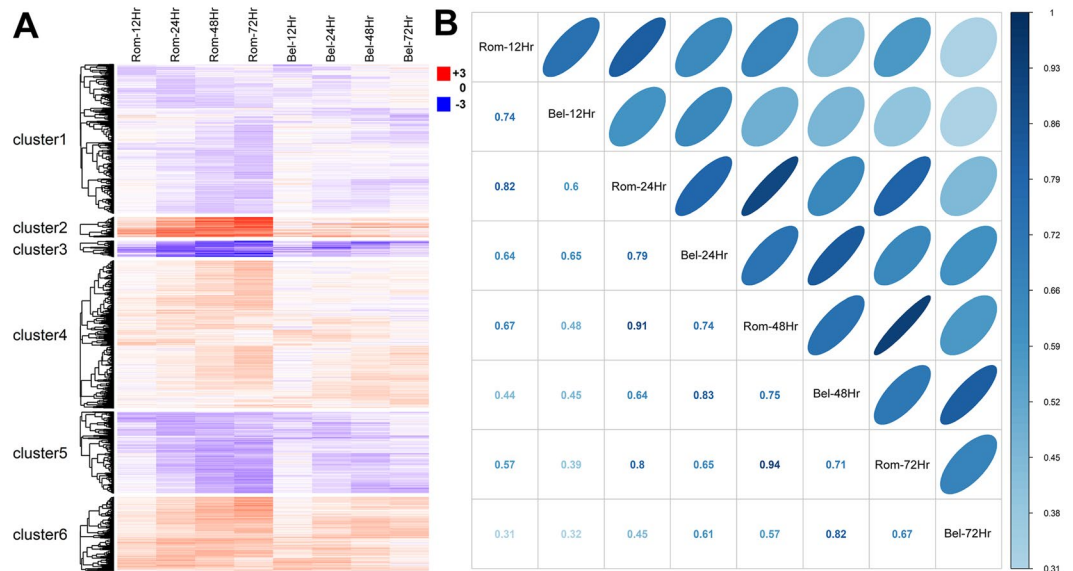 A
Rom-12Hr
Rom-24Hr
Rom-48Hr
Rom-72Hr
Bel-12Hr
Bel-24Hr
Bel-48Hr
Bel-72Hr
+3
0
-3
cluster1
cluster2
cluster3
cluster4
cluster5
cluster6
B
Rom-12Hr
0.74 Bel-12Hr
0.82 0.6 Rom-24Hr
0.64 0.65 0.79 Bel-24Hr
0.67 0.48 0.91 0.74 Rom-48Hr
0.44 0.45 0.64 0.83 0.75 Bel-48Hr
0.57 0.39 0.8 0.65 0.94 0.71 Rom-72Hr
0.31 0.32 0.45 0.61 0.57 0.82 0.67 Bel-72Hr
1
0.93
0.86
0.79
0.72
0.66
0.59
0.52
0.45
0.38
0.31